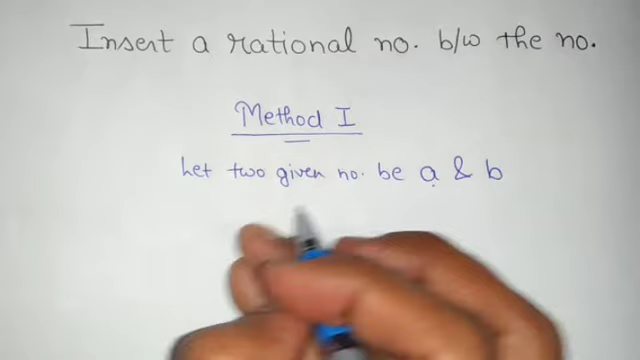 Insert a rational no. b/w the no.
Method I
Let two given no. be a & b